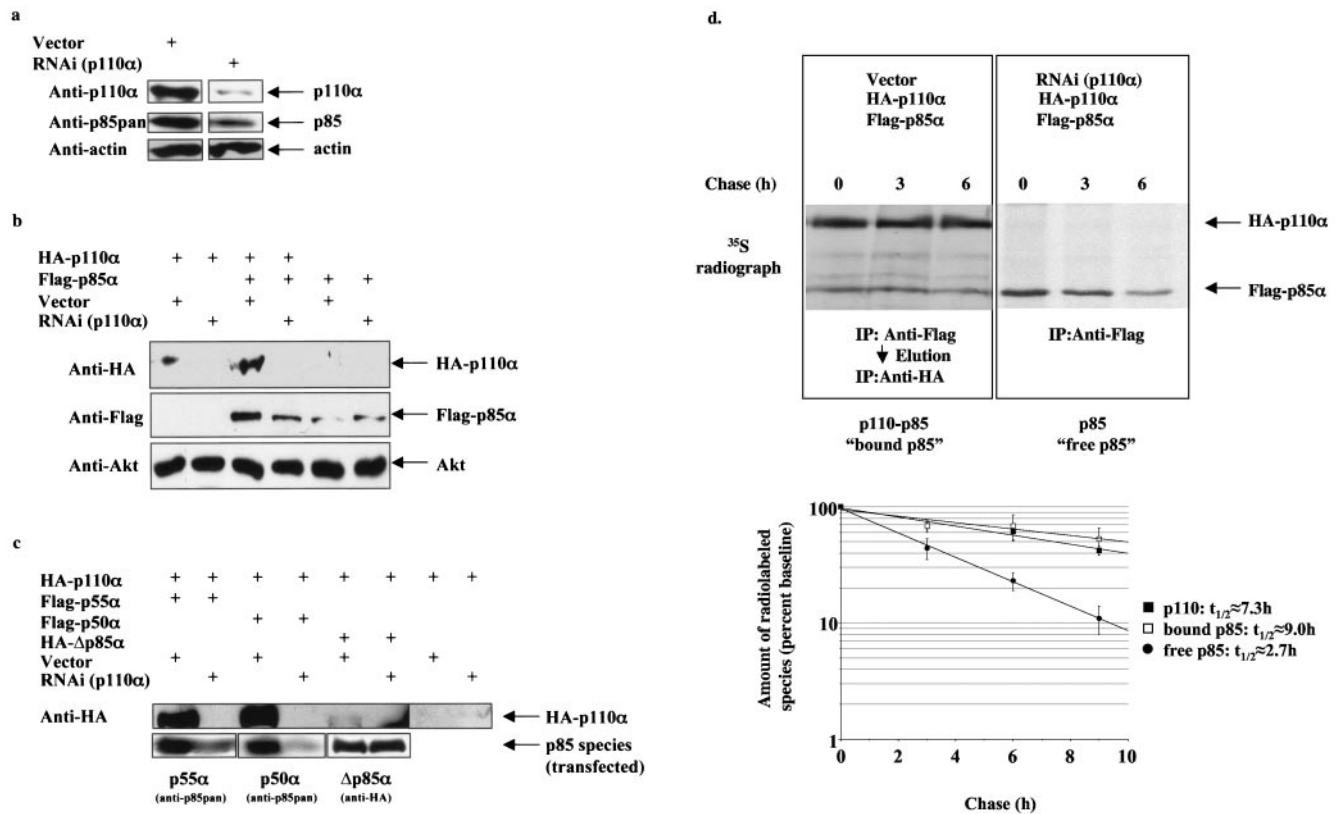 a
Vector +
RNAi (p110α) +
Anti-p110α p110α
Anti-p85pan p85
Anti-actin actin
b
HA-p110α + + + +
Flag-p85α + + + +
Vector + + +
RNAi (p110α) + + +
Anti-HA HA-p110α
Anti-Flag Flag-p85α
Anti-Akt Akt
c
HA-p110α + + + + + + + +
Flag-p55α + +
Flag-p50α + +
HA-Δp85α + +
Vector + + + +
RNAi (p110α) + + + +
Anti-HA HA-p110α
p85 species
(transfected)
p55α p50α Δp85α
(anti-p85pan) (anti-p85pan) (anti-HA)
d.
Vector RNAi (p110α)
HA-p110α HA-p110α
Flag-p85α Flag-p85α
Chase (h) 0 3 6 0 3 6
HA-p110α
³⁵S
radiograph
Flag-p85α
IP: Anti-Flag IP:Anti-Flag
Elution
IP:Anti-HA
p110-p85 p85
“bound p85” “free p85”
Amount of radiolabeled
species (percent baseline)
100
10
1
0 2 4 6 8 10
Chase (h)
p110: t1/2≈7.3h
bound p85: t1/2≈9.0h
free p85: t1/2≈2.7h